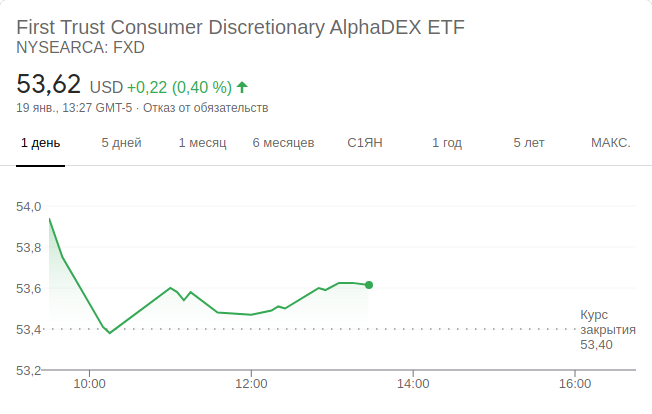 First Trust Consumer Discretionary AlphaDEX ETF
NYSEARCA: FXD
53,62 USD +0,22 (0,40 %)
19 янв., 13:27 GMT-5 · Отказ от обязательств
1 день 5 дней 1 месяц 6 месяцев С1ЯН 1 год 5 лет МАКС.
54,0
53,8
53,6
53,4
53,2
Курс
закрытия
53,40
10:00 12:00 14:00 16:00